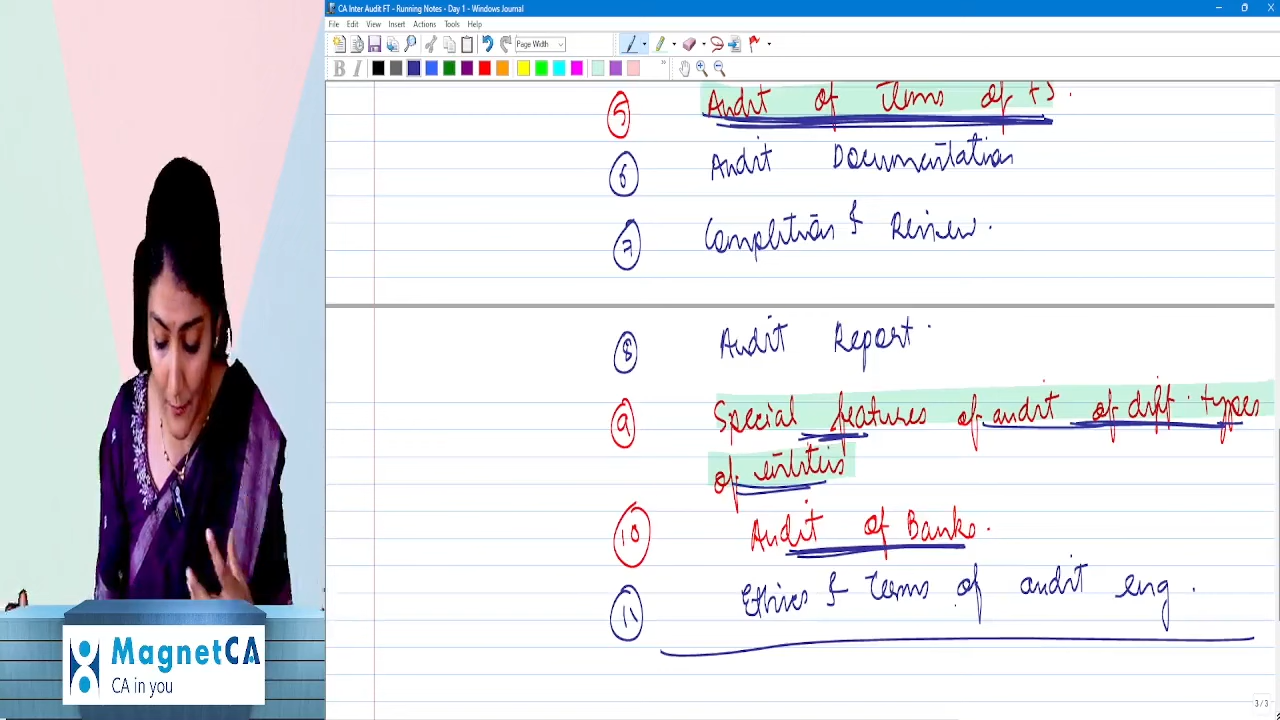 CA Inter Audit FT - Running Notes - Day 1 - Windows Journal
File Edit View Insert Actions Tools Help
Page Width
B I
5 Audit of items of FS.
6 Audit Documentation
7 Completion & Review.
8 Audit Report.
9 Special features of audit of diff. types
of entities
10 Audit of Banks.
11 Ethics & Terms of audit eng.
MagnetCA
CA in you
3/3